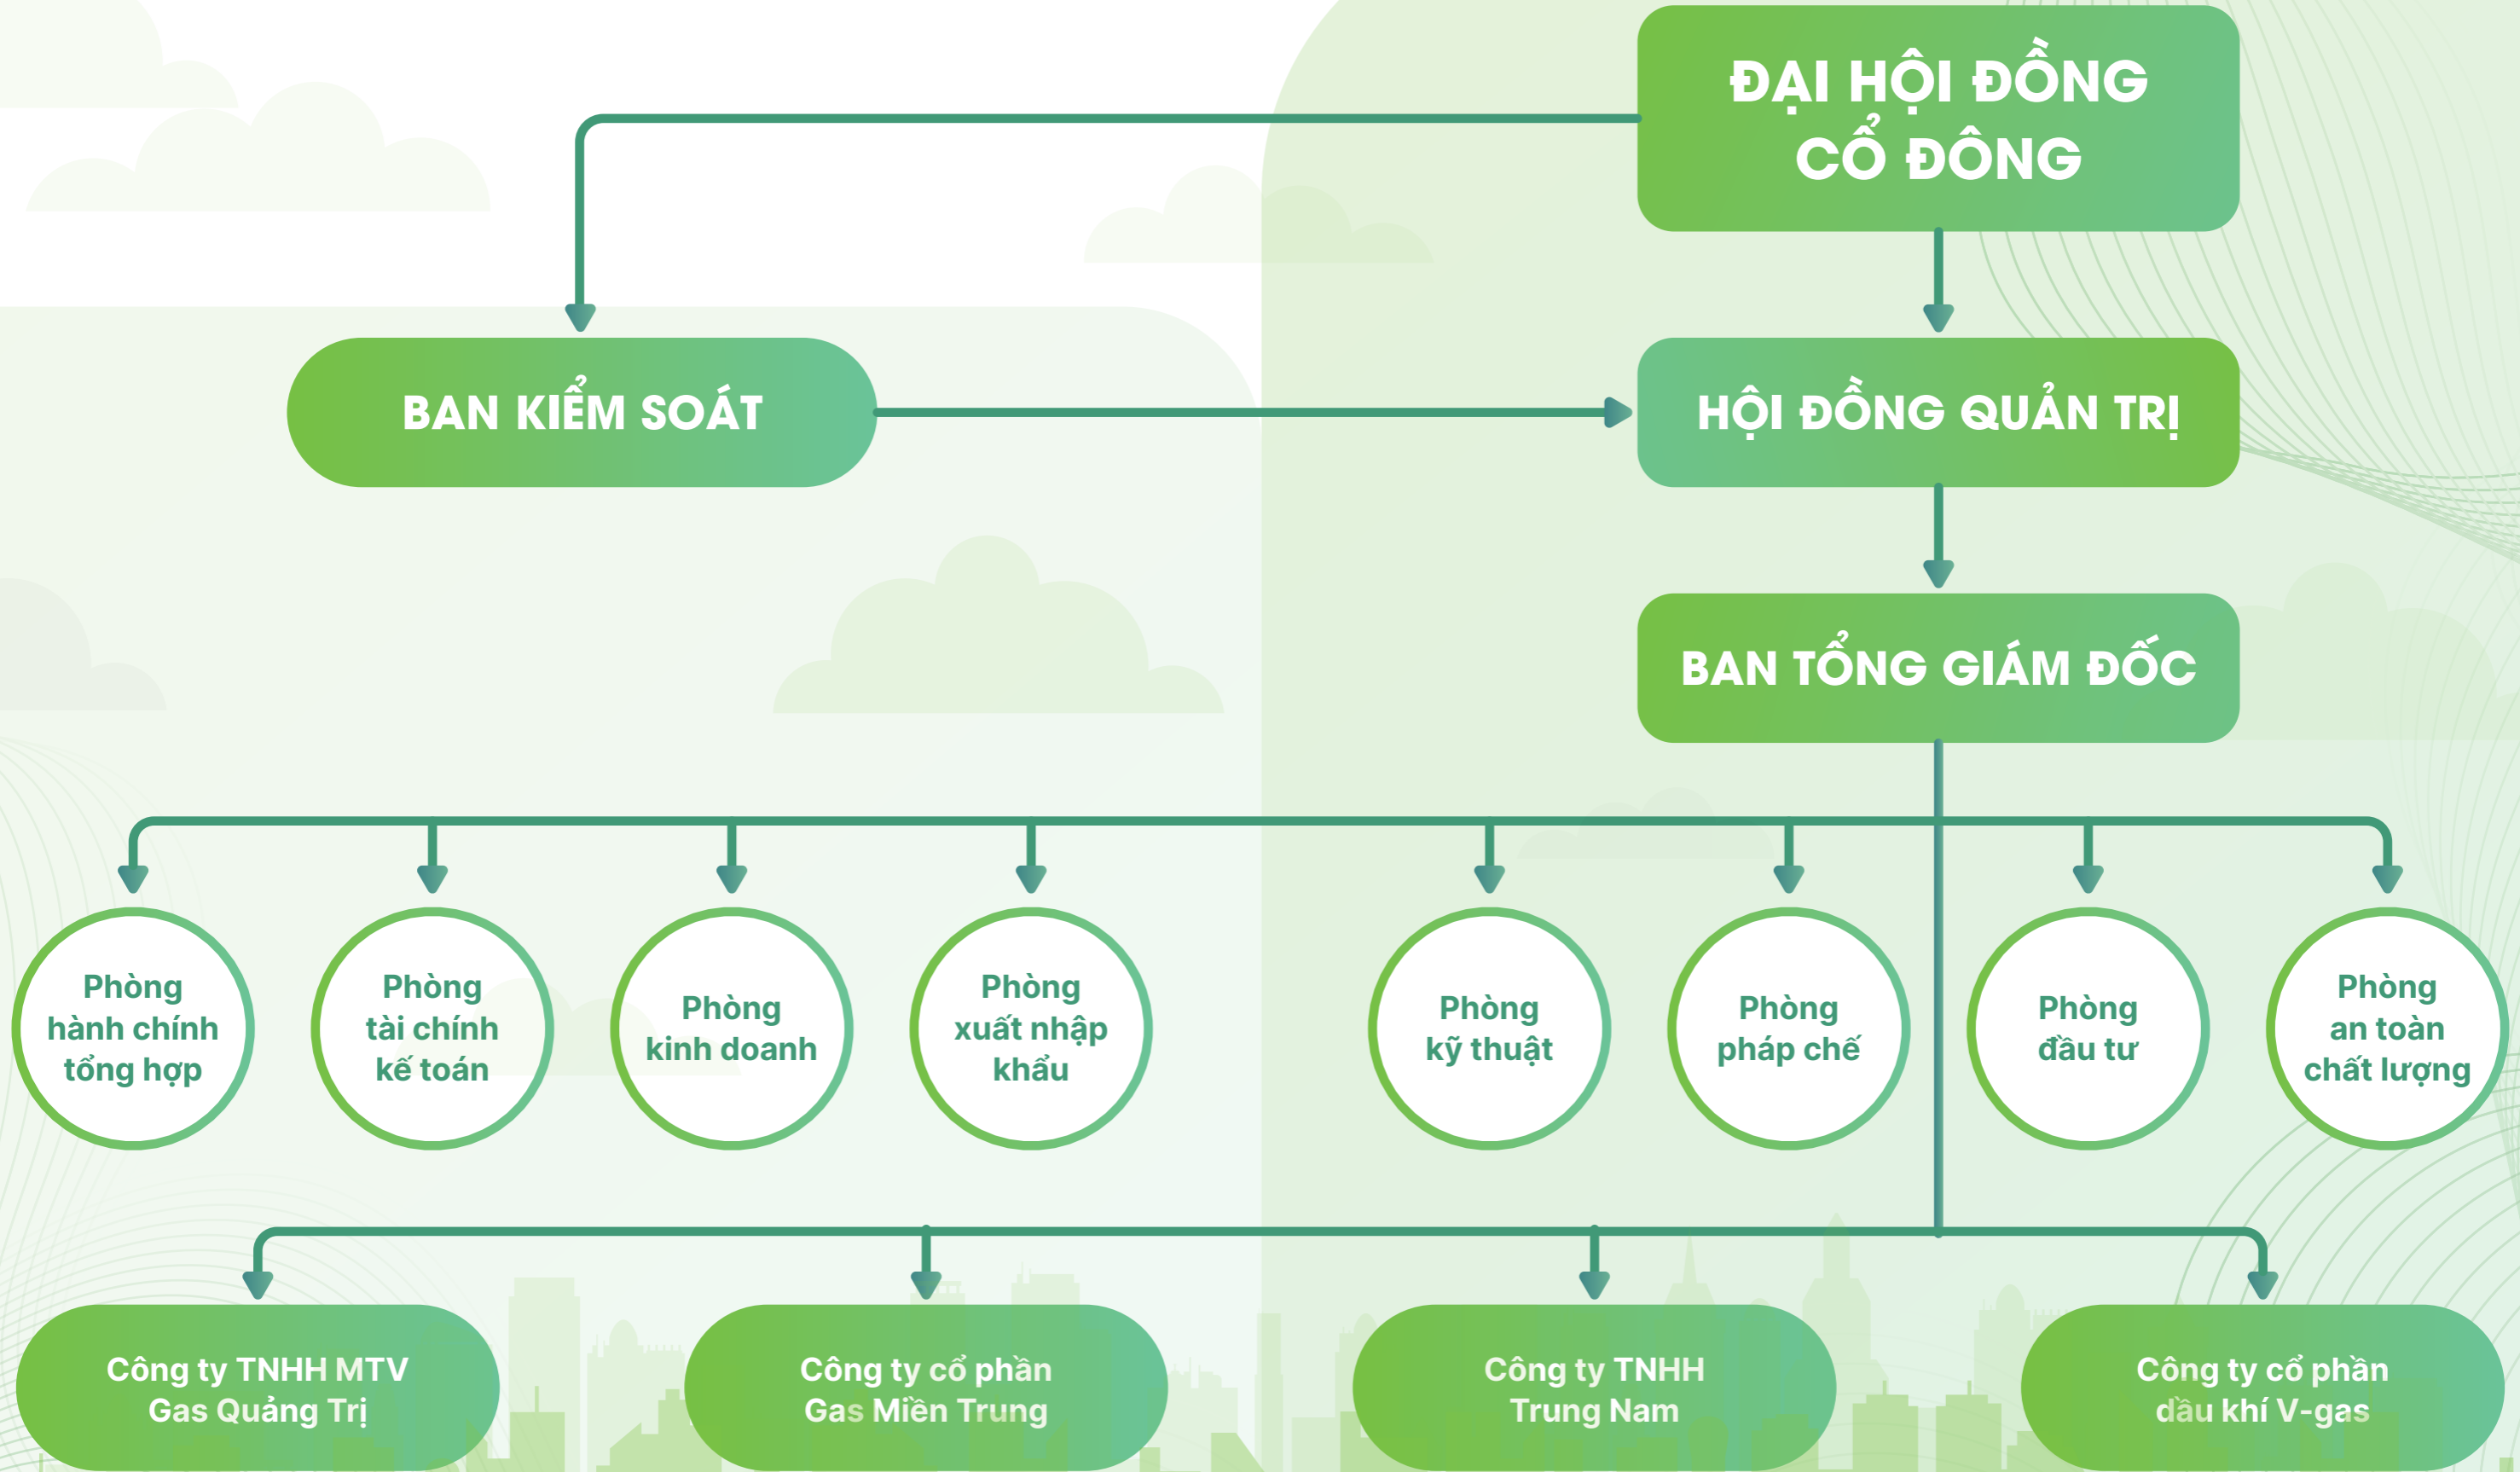 ĐẠI HỘI ĐỒNG
CỔ ĐÔNG
BAN KIỂM SOÁT
HỘI ĐỒNG QUẢN TRỊ
BAN TỔNG GIÁM ĐỐC
Phòng
hành chính
tổng hợp
Phòng
tài chính
kế toán
Phòng
kinh doanh
Phòng
xuất nhập
khẩu
Phòng
kỹ thuật
Phòng
pháp chế
Phòng
đầu tư
Phòng
an toàn
chất lượng
Công ty TNHH MTV
Gas Quảng Trị
Công ty cổ phần
Gas Miền Trung
Công ty TNHH
Trung Nam
Công ty cổ phần
dầu khí V-gas